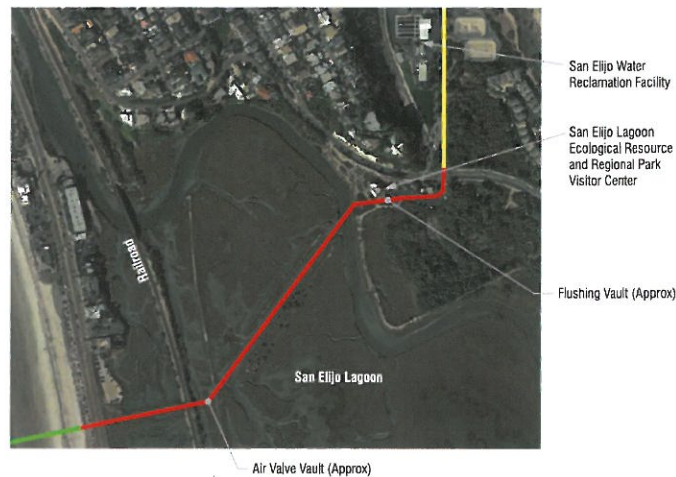 San Elijo Water
Reclamation Facility
San Elijo Lagoon
Ecological Resource
and Regional Park
Visitor Center
Railroad
Flushing Vault (Approx)
San Elijo Lagoon
Air Valve Vault (Approx)